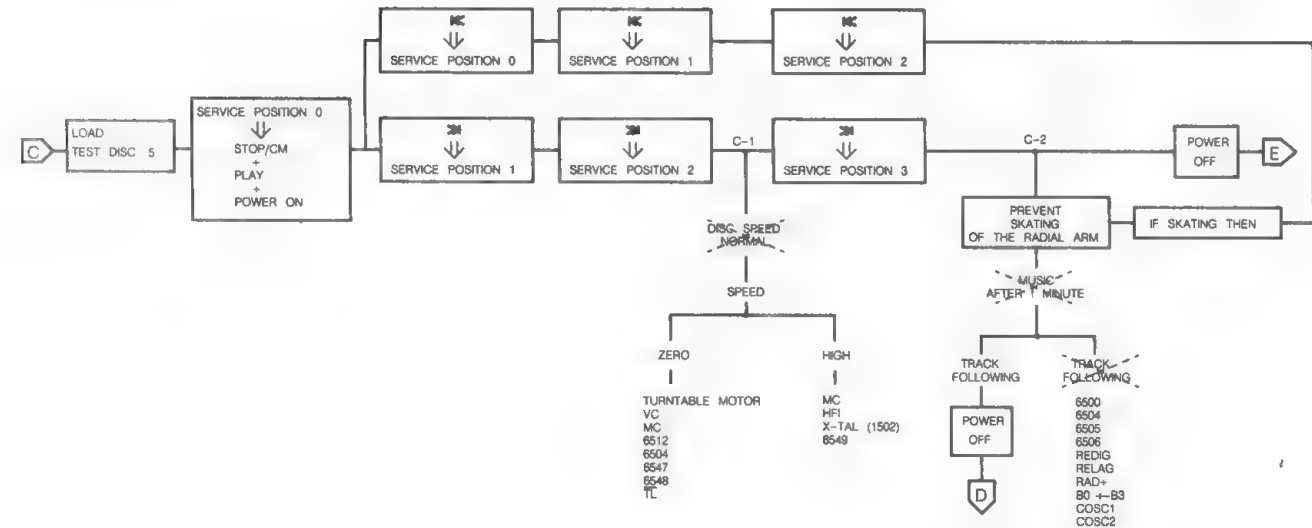 SERVICE POSITION 0
SERVICE POSITION 1
SERVICE POSITION 2
C
LOAD
TEST DISC 5
SERVICE POSITION 0
STOP/CM
+
PLAY
+
POWER ON
SERVICE POSITION 1
SERVICE POSITION 2
C-1
SERVICE POSITION 3
C-2
POWER
OFF
E
PREVENT
SKATING
OF THE RADIAL ARM
IF SKATING THEN
DISC SPEED
NORMAL
MUSIC
AFTER 1 MINUTE
SPEED
ZERO
HIGH
TURNTABLE MOTOR
VC
MC
6512
6504
6547
6548
TL
MC
HFI
X-TAL (1502)
6549
TRACK
FOLLOWING
POWER
OFF
D
TRACK
FOLLOWING
6500
6504
6505
6506
REDIG
RELAG
RAD+
B0 +-B3
COSC1
COSC2